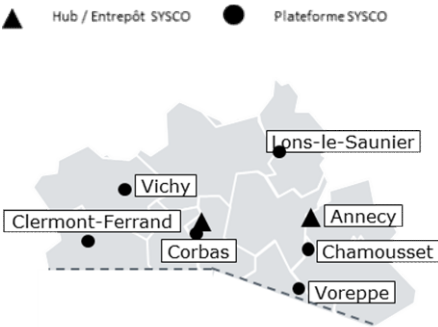 Hub / Entrepôt SYSCO
Plateforme SYSCO
Lons-le-Saunier
Vichy
Clermont-Ferrand
Annecy
Corbas
Chamousset
Voreppe